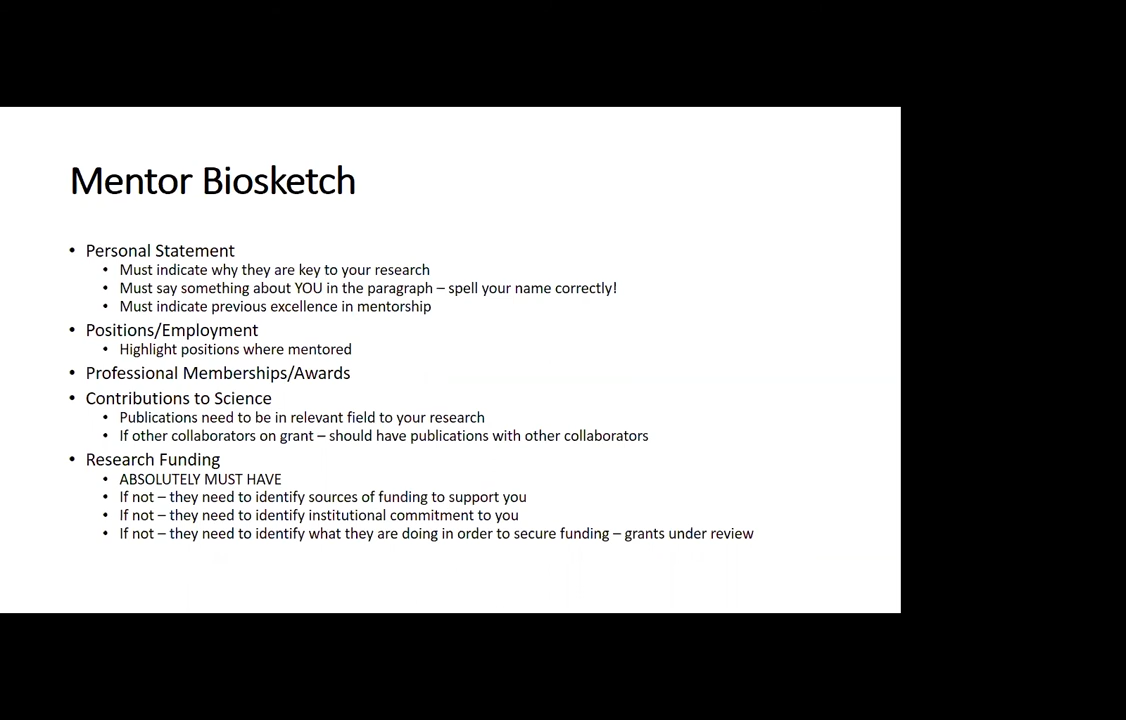 Mentor Biosketch
• Personal Statement
• Must indicate why they are key to your research
• Must say something about YOU in the paragraph – spell your name correctly!
• Must indicate previous excellence in mentorship
• Positions/Employment
• Highlight positions where mentored
• Professional Memberships/Awards
• Contributions to Science
• Publications need to be in relevant field to your research
• If other collaborators on grant – should have publications with other collaborators
• Research Funding
• ABSOLUTELY MUST HAVE
• If not – they need to identify sources of funding to support you
• If not – they need to identify institutional commitment to you
• If not – they need to identify what they are doing in order to secure funding – grants under review